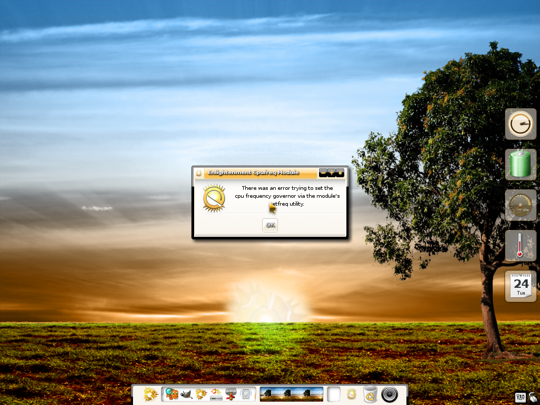 Enlightenment Cpufreq Module
There was an error trying to set the
cpu frequency governor via the module's
setfreq utility.
OK
24
Tue